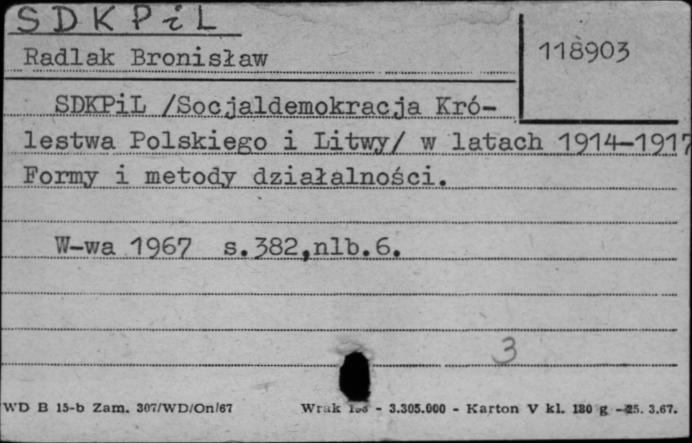 SDKPiL
Radlak Bronisław
118903
SDKPiL /Socjaldemokracja Kró-
lestwa Polskiego i Litwy/ w latach 1914-1917
Formy i metody działalności.
W-wa 1967 s.382,nlb.6.
3
WD B 15-b Zam. 307/WD/On/67 Wrak - 3.305.000 - Karton V kl. 180 g -25. 3.67.